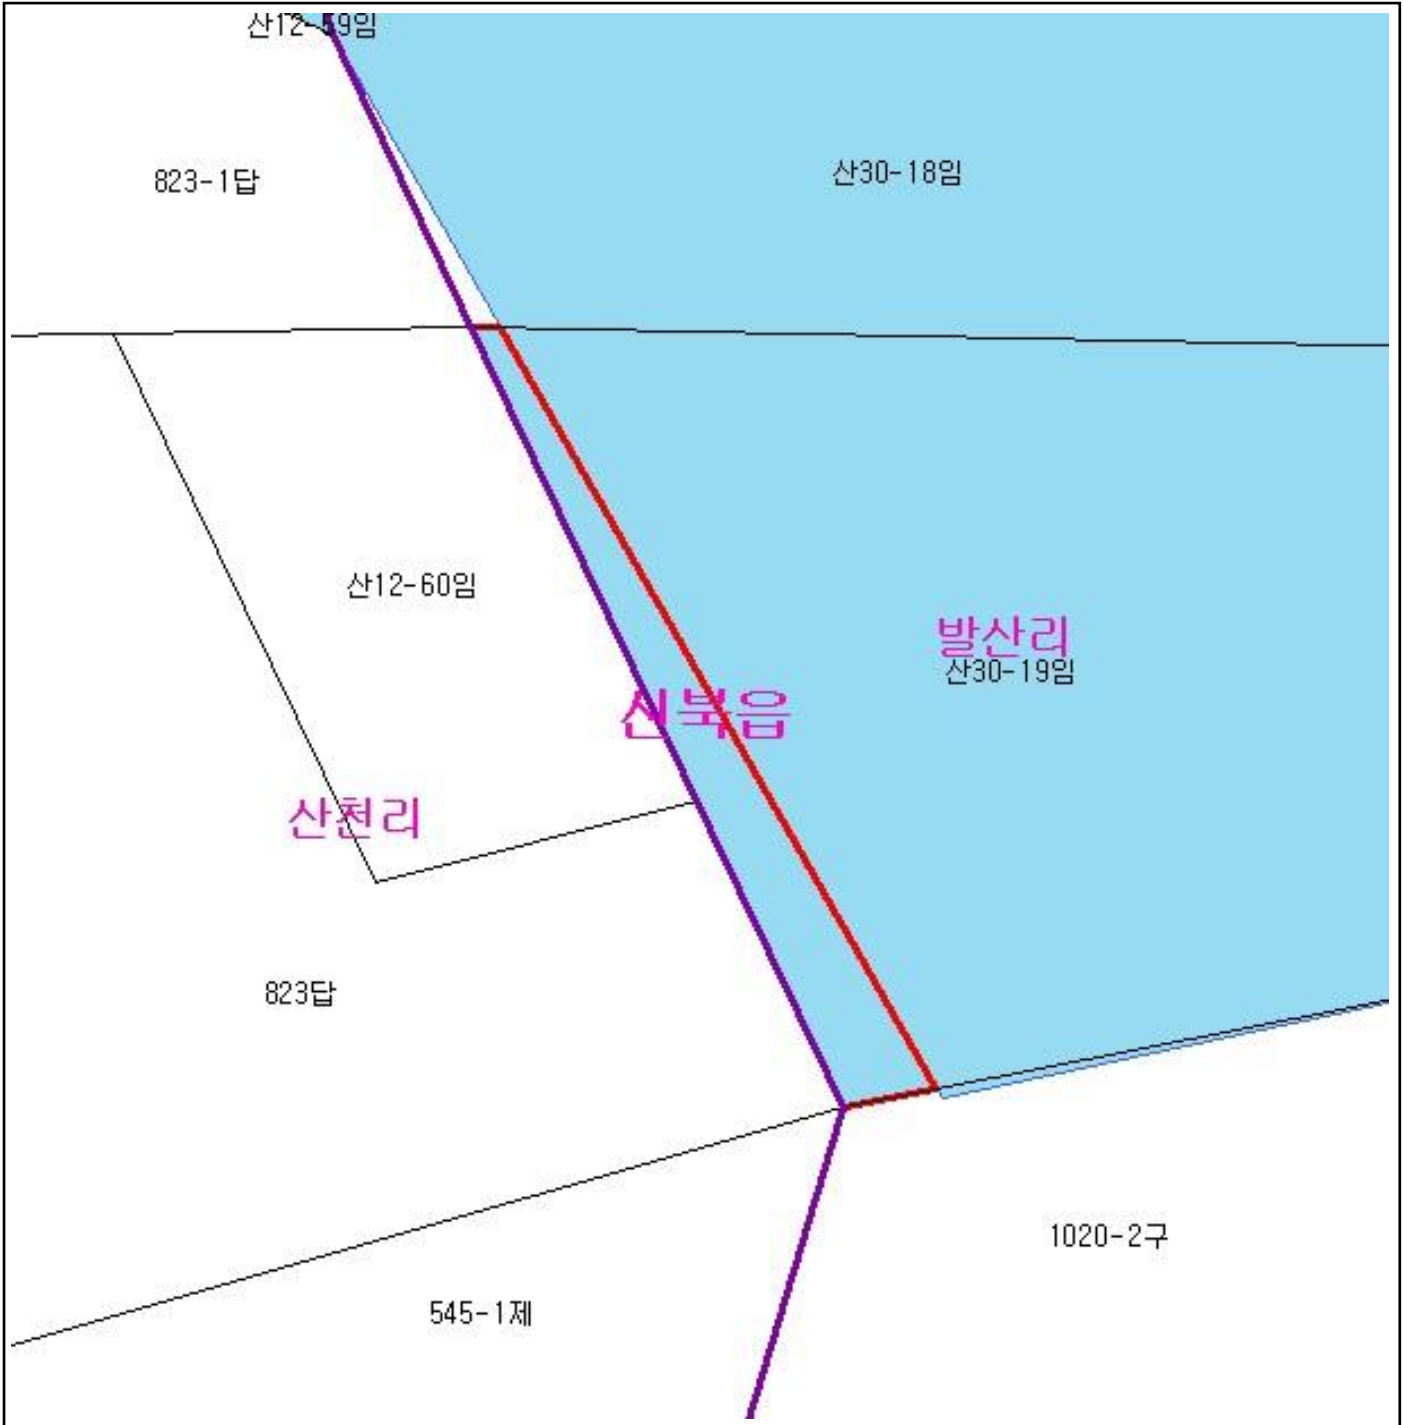 산12-59임
823-1답
산30-18임
산12-60임
발산리
산30-19임
신북읍
산천리
823답
1020-2구
545-1제